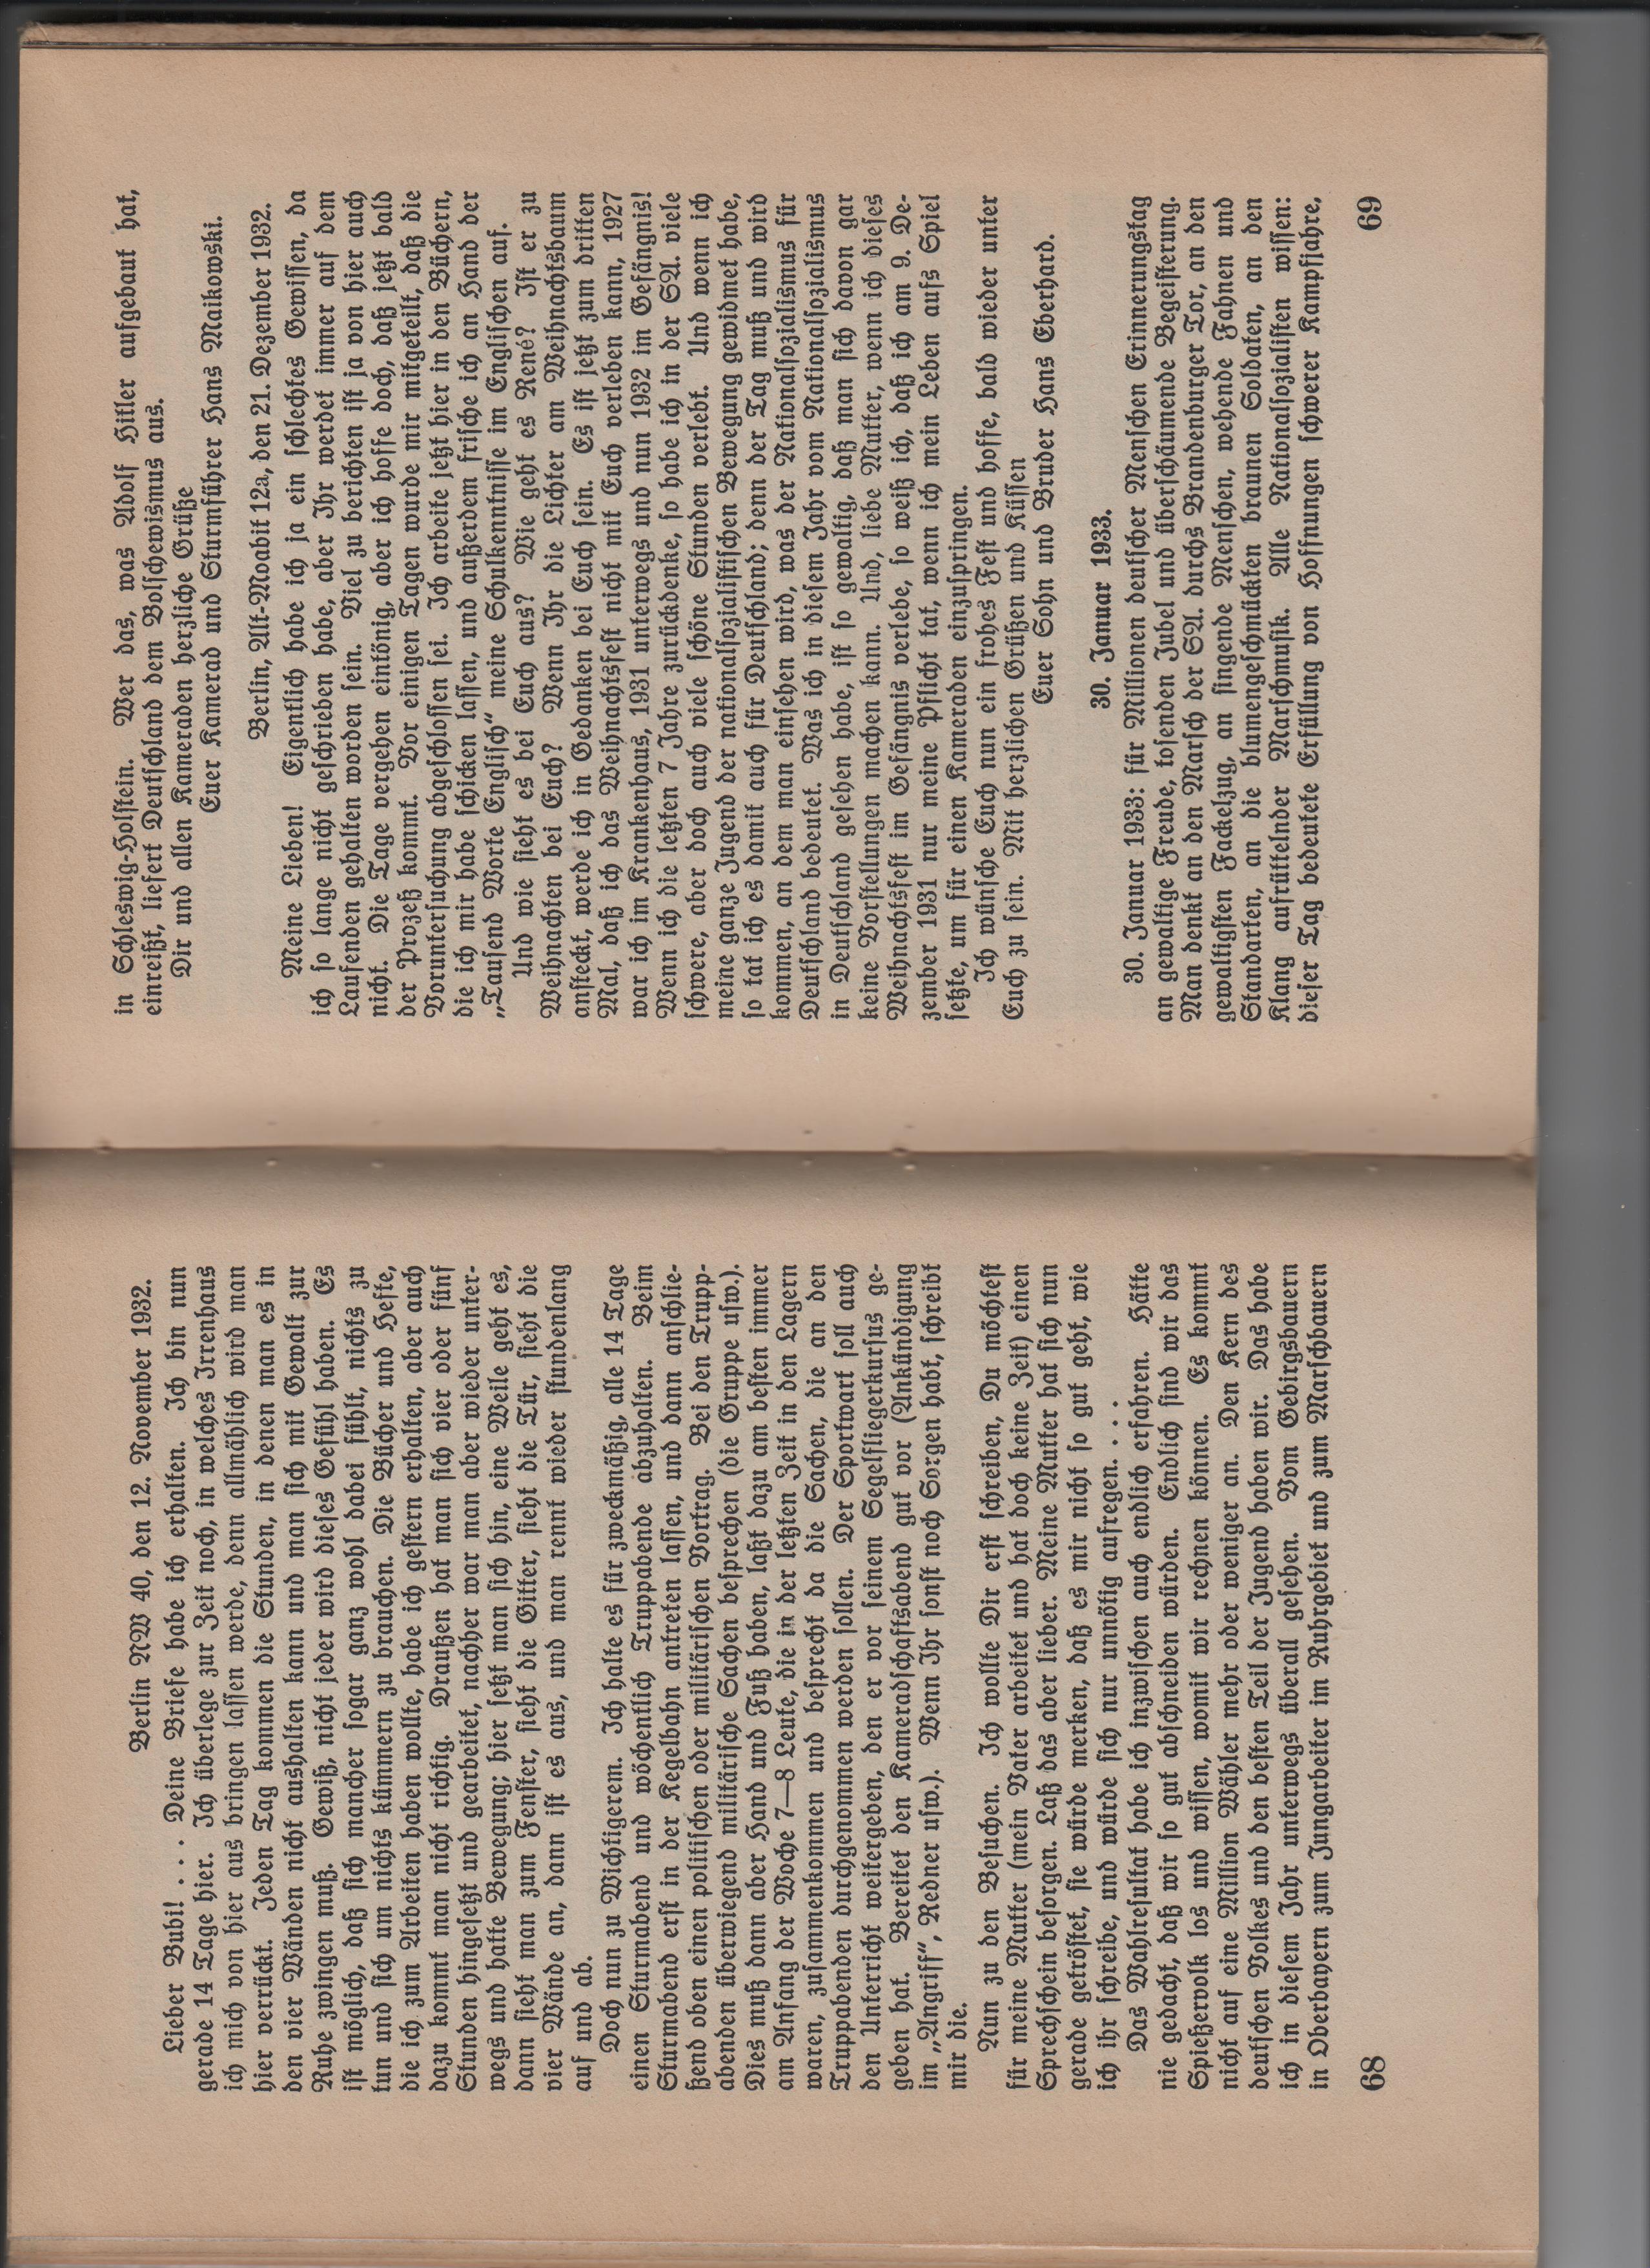 Berlin NW 40, den 12. November 1932.
Lieber Bubi! . . . Deine Briefe habe ich erhalten. Ich bin nun
gerade 14 Tage hier. Ich überlege zur Zeit noch, in welches Irrenhaus
ich mich von hier aus bringen lassen werde, denn allmählich wird man
hier verrückt. Jeden Tag kommen die Stunden, in denen man es in
den vier Wänden nicht aushalten kann und man sich mit Gewalt zur
Ruhe zwingen muß. Gewiß, nicht jeder wird dieses Gefühl haben. Es
ist möglich, daß sich mancher sogar ganz wohl dabei fühlt, nichts zu
tun und sich um nichts kümmern zu brauchen. Die Bücher und Hefte,
die ich zum Arbeiten haben wollte, habe ich gestern erhalten, aber auch
dazu kommt man nicht richtig. Draußen hat man sich vier oder fünf
Stunden hingesetzt und gearbeitet, nachher war man aber wieder unter-
wegs und hatte Bewegung; hier setzt man sich hin, eine Weile geht es,
dann sieht man zum Fenster, sieht die Gitter, sieht die Tür, sieht die
vier Wände an, dann ist es aus, und man rennt wieder stundenlang
auf und ab.
Doch nun zu Wichtigerem. Ich halte es für zweckmäßig, alle 14 Tage
einen Sturmabend und wöchentlich Truppabende abzuhalten. Beim
Sturmabend erst in der Kegelbahn antreten lassen, und dann anschlie-
ßend oben einen politischen oder militärischen Vortrag. Bei den Trupp-
abenden überwiegend militärische Sachen besprechen (die Gruppe usw.).
Dies muß dann aber Hand und Fuß haben, laßt dazu am besten immer
am Anfang der Woche 7—8 Leute, die in der letzten Zeit in den Lagern
waren, zusammenkommen und besprecht da die Sachen, die an den
Truppabenden durchgenommen werden sollen. Der Sportwart soll auch
den Unterricht weitergeben, den er vor seinem Segelfliegerkursus ge-
geben hat. Bereitet den Kameradschaftsabend gut vor (Ankündigung
im „Angriff“, Redner usw.). Wenn Ihr sonst noch Sorgen habt, schreibt
mir die.
Nun zu den Besuchen. Ich wollte Dir erst schreiben, Du möchtest
für meine Mutter (mein Vater arbeitet und hat doch keine Zeit) einen
Sprechschein besorgen. Laß das aber lieber. Meine Mutter hat sich nun
gerade getröstet, sie würde merken, daß es mir nicht so gut geht, wie
ich ihr schreibe, und würde sich nur unnötig aufregen. . . .
Das Wahlresultat habe ich inzwischen auch endlich erfahren. Hätte
nie gedacht, daß wir so gut abschneiden würden. Endlich sind wir das
Spießervolk los und wissen, womit wir rechnen können. Es kommt
nicht auf eine Million Wähler mehr oder weniger an. Den Kern des
deutschen Volkes und den besten Teil der Jugend haben wir. Das habe
ich in diesem Jahr unterwegs überall gesehen. Vom Gebirgsbauern
in Oberbayern zum Jungarbeiter im Ruhrgebiet und zum Marschbauern
68
in Schleswig-Holstein. Wer das, was Adolf Hitler aufgebaut hat,
einreißt, liefert Deutschland dem Bolschewismus aus.
Dir und allen Kameraden herzliche Grüße
Euer Kamerad und Sturmführer Hans Maikowski.
Berlin, Alt-Moabit 12a, den 21. Dezember 1932.
Meine Lieben! Eigentlich habe ich ja ein schlechtes Gewissen, da
ich so lange nicht geschrieben habe, aber Ihr werdet immer auf dem
Laufenden gehalten worden sein. Viel zu berichten ist ja von hier auch
nicht. Die Tage vergehen eintönig, aber ich hoffe doch, daß jetzt bald
der Prozeß kommt. Vor einigen Tagen wurde mir mitgeteilt, daß die
Voruntersuchung abgeschlossen sei. Ich arbeite jetzt hier in den Büchern,
die ich mir habe schicken lassen, und außerdem frische ich an Hand der
„Tausend Worte Englisch“ meine Schulkenntnisse im Englischen auf.
Und wie sieht es bei Euch aus? Wie geht es René? Ist er zu
Weihnachten bei Euch? Wenn Ihr die Lichter am Weihnachtsbaum
ansteckt, werde ich in Gedanken bei Euch sein. Es ist jetzt zum dritten
Mal, daß ich das Weihnachtsfest nicht mit Euch verleben kann, 1927
war ich im Krankenhaus, 1931 unterwegs und nun 1932 im Gefängnis!
Wenn ich die letzten 7 Jahre zurückdenke, so habe ich in der SA. viele
schwere, aber doch auch viele schöne Stunden verlebt. Und wenn ich
meine ganze Jugend der nationalsozialistischen Bewegung gewidmet habe,
so tat ich es damit auch für Deutschland; denn der Tag muß und wird
kommen, an dem man einsehen wird, was der Nationalsozialismus für
Deutschland bedeutet. Was ich in diesem Jahr vom Nationalsozialismus
in Deutschland gesehen habe, ist so gewaltig, daß man sich davon gar
keine Vorstellungen machen kann. Und, liebe Mutter, wenn ich dieses
Weihnachtsfest im Gefängnis verlebe, so weiß ich, daß ich am 9. De-
zember 1931 nur meine Pflicht tat, wenn ich mein Leben aufs Spiel
setzte, um für einen Kameraden einzuspringen.
Ich wünsche Euch nun ein frohes Fest und hoffe, bald wieder unter
Euch zu sein. Mit herzlichen Grüßen und Küssen
Euer Sohn und Bruder Hans Eberhard.
30. Januar 1933.
30. Januar 1933: für Millionen deutscher Menschen Erinnerungstag
an gewaltige Freude, tosenden Jubel und überschäumende Begeisterung.
Man denkt an den Marsch der SA. durchs Brandenburger Tor, an den
gewaltigsten Fackelzug, an singende Menschen, wehende Fahnen und
Standarten, an die blumengeschmückten braunen Soldaten, an den
Klang aufrüttelnder Marschmusik. Alle Nationalsozialisten wissen:
dieser Tag bedeutete Erfüllung von Hoffnungen schwerer Kampfjahre,
69